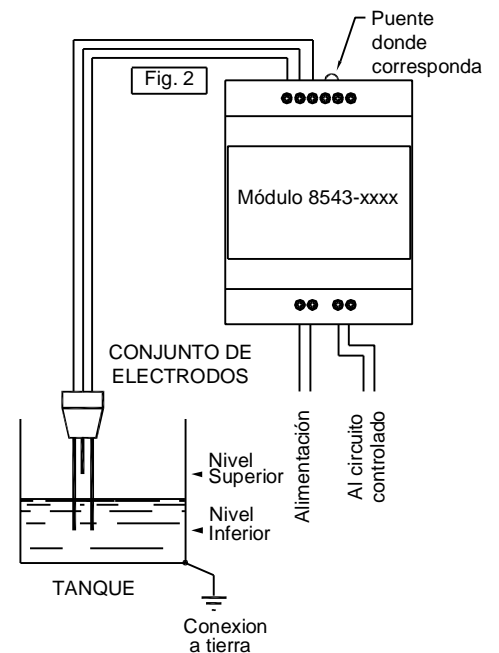 Puente
donde
corresponda
Fig. 2
Módulo 8543-xxxx
CONJUNTO DE
ELECTRODOS
Alimentación
Al circuito
controlado
Nivel
Superior
Nivel
Inferior
TANQUE
Conexion
a tierra